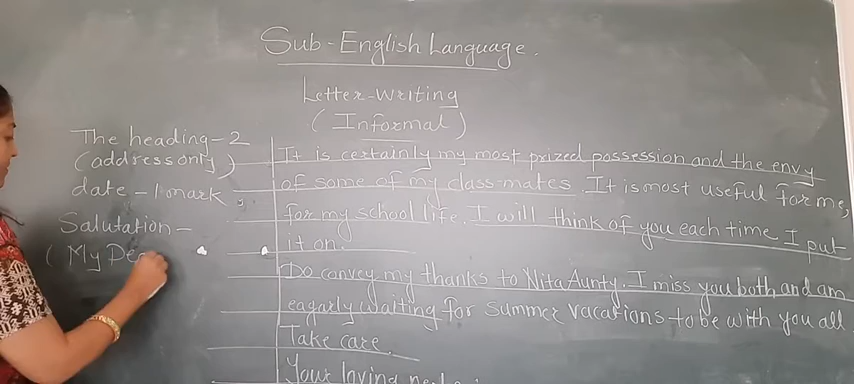 Sub-English Language.
Letter-Writing
(Informal)
The heading-2
(address only)
date-1 mark
Salutation-
(My De
It is certainly my most prized possession and the envy
of some of my class-mates. It is most useful for me,
for my school life. I will think of you each time I put
it on.
Do convey my thanks to Nita Aunty. I miss you both, and am
eagarly waiting for summer vacations to be with you all.
Take care.
Your loving